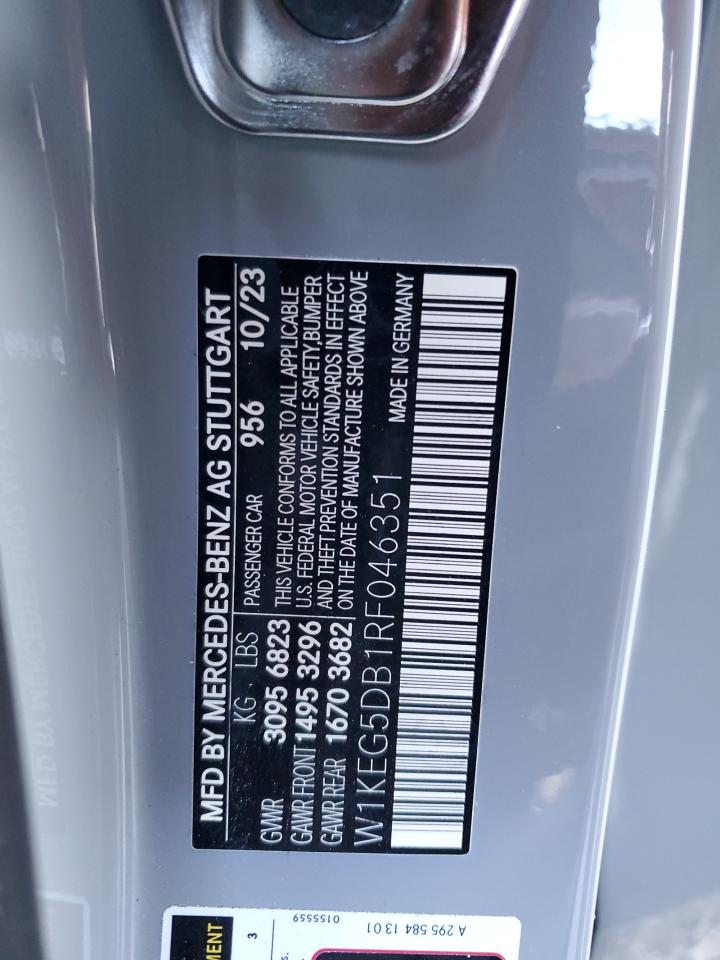 MFD BY MERCEDES-BENZ AG STUTTGART
KG LBS
GVWR 3095 6823
GAWR FRONT 1495 3296
GAWR REAR 1670 3682
PASSENGER CAR 956 10/23
THIS VEHICLE CONFORMS TO ALL APPLICABLE
U.S. FEDERAL MOTOR VEHICLE SAFETY,BUMPER
AND THEFT PREVENTION STANDARDS IN EFFECT
ON THE DATE OF MANUFACTURE SHOWN ABOVE
W1KEG5DB1RF046351 MADE IN GERMANY
0155559
A 295 584 13 01
3